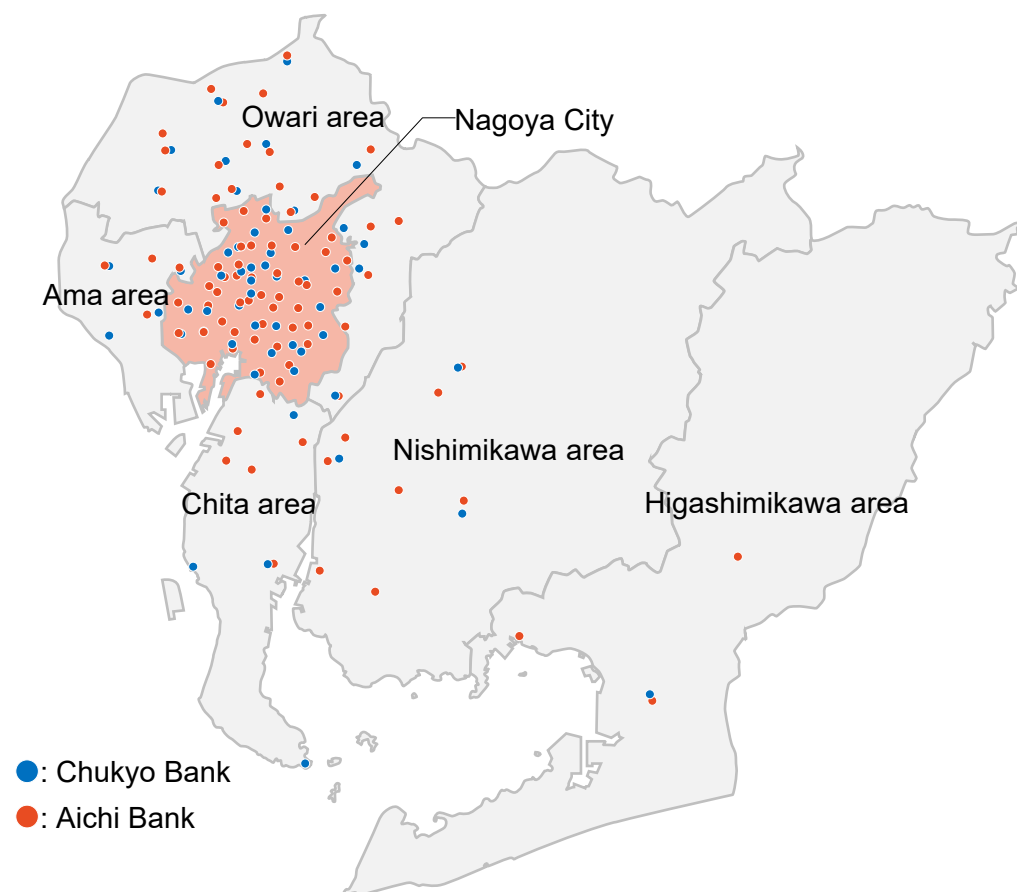 Owari area
Nagoya City
Ama area
Nishimikawa area
Chita area
Higashimikawa area
: Chukyo Bank
: Aichi Bank